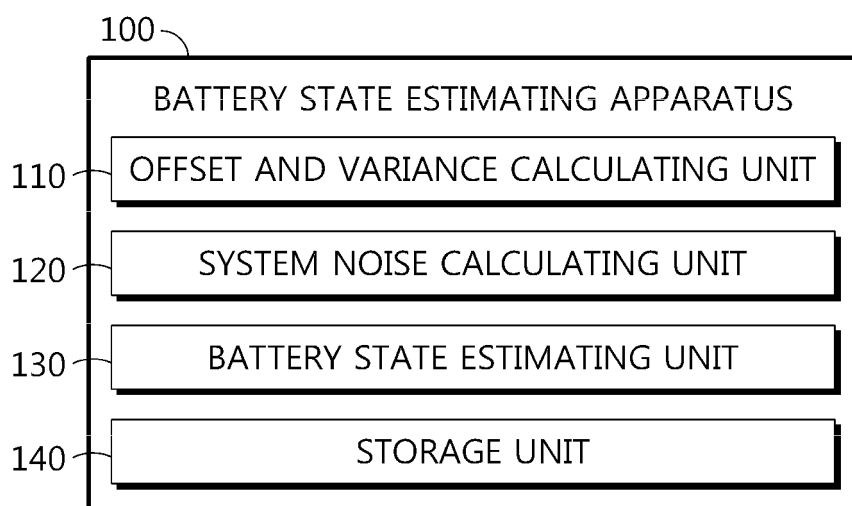 100
BATTERY STATE ESTIMATING APPARATUS
110 OFFSET AND VARIANCE CALCULATING UNIT
120 SYSTEM NOISE CALCULATING UNIT
130 BATTERY STATE ESTIMATING UNIT
140 STORAGE UNIT